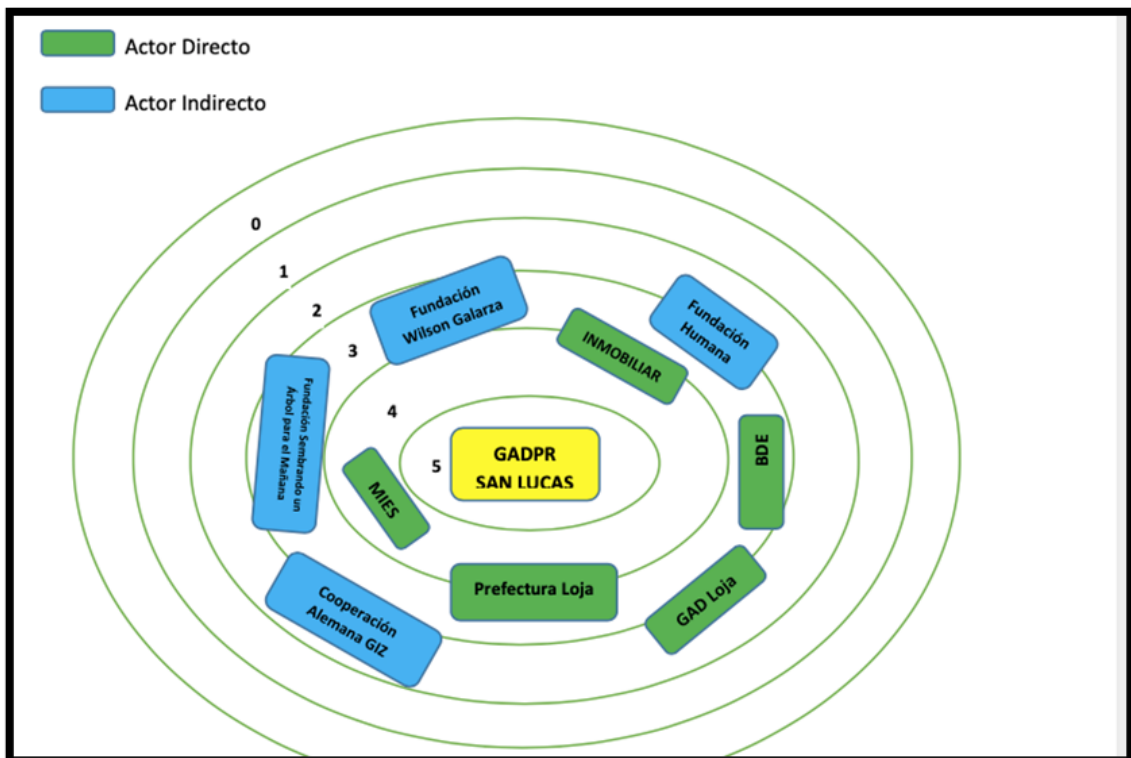 Actor Directo
Actor Indirecto
0
1
2
3
4
5
Fundación
Wilson Galarza
Fundación
Humana
INMOBILIAR
Fundación Sembrando un
Árbol para el Mañana
BDE
GADPR
SAN LUCAS
MIES
Prefectura Loja
GAD Loja
Cooperación
Alemana GIZ